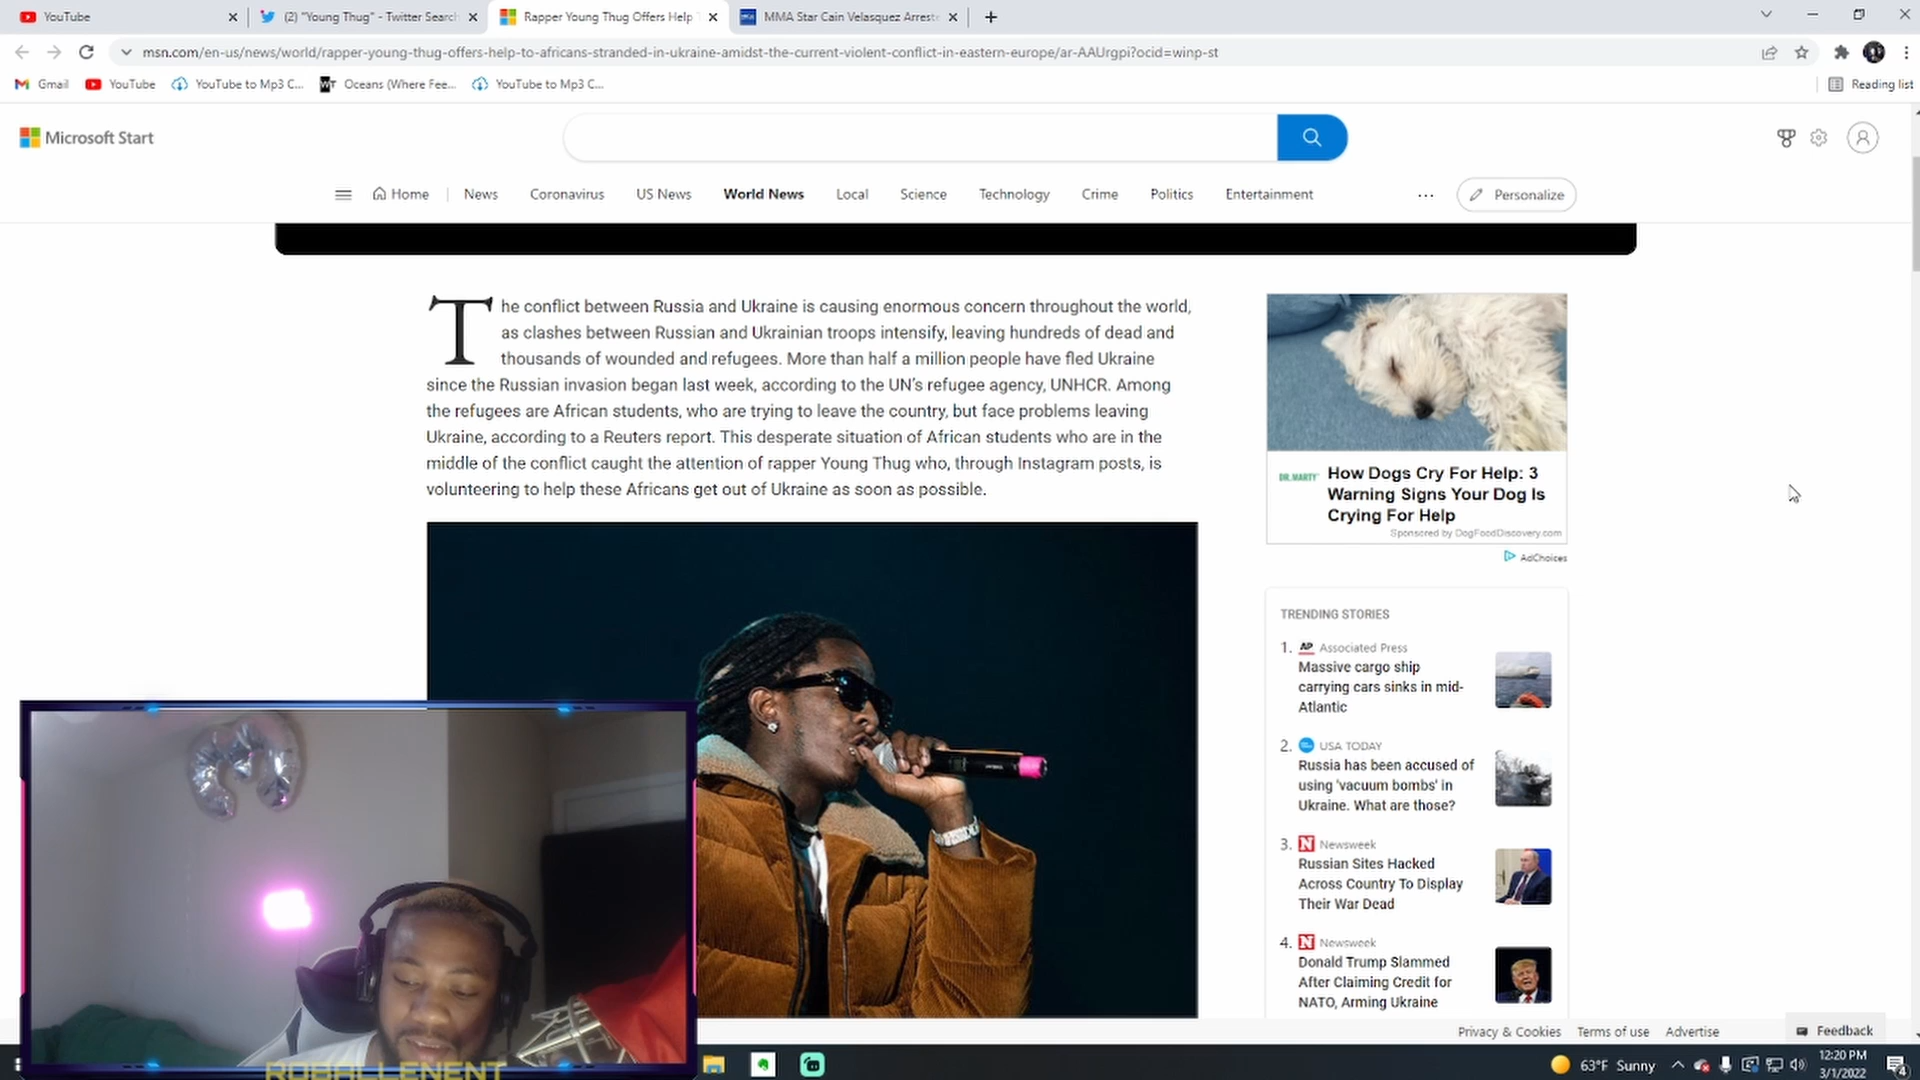 YouTube
(2) "Young Thug" - Twitter Search
Rapper Young Thug Offers Help T
MMA Star Cain Velasquez Arreste
msn.com/en-us/news/world/rapper-young-thug-offers-help-to-africans-stranded-in-ukraine-amidst-the-current-violent-conflict-in-eastern-europe/ar-AAUrgpi?ocid=winp-st
Gmail
YouTube
YouTube to Mp3 C...
Oceans (Where Fee...
YouTube to Mp3 C...
Reading list
Microsoft Start
Home
News
Coronavirus
US News
World News
Local
Science
Technology
Crime
Politics
Entertainment
...
Personalize
The conflict between Russia and Ukraine is causing enormous concern throughout the world,
as clashes between Russian and Ukrainian troops intensify, leaving hundreds of dead and
thousands of wounded and refugees. More than half a million people have fled Ukraine
since the Russian invasion began last week, according to the UN's refugee agency, UNHCR. Among
the refugees are African students, who are trying to leave the country, but face problems leaving
Ukraine, according to a Reuters report. This desperate situation of African students who are in the
middle of the conflict caught the attention of rapper Young Thug who, through Instagram posts, is
volunteering to help these Africans get out of Ukraine as soon as possible.
DR. MARTY
How Dogs Cry For Help: 3
Warning Signs Your Dog Is
Crying For Help
Sponsored by DogFoodDiscovery.com
AdChoices
TRENDING STORIES
1. AP Associated Press
Massive cargo ship
carrying cars sinks in mid-
Atlantic
2. USA TODAY
Russia has been accused of
using 'vacuum bombs' in
Ukraine. What are those?
3. N Newsweek
Russian Sites Hacked
Across Country To Display
Their War Dead
4. N Newsweek
Donald Trump Slammed
After Claiming Credit for
NATO, Arming Ukraine
Privacy & Cookies
Terms of use
Advertise
Feedback
ROBALLENENT
63°F Sunny
12:20 PM
3/1/2022
4